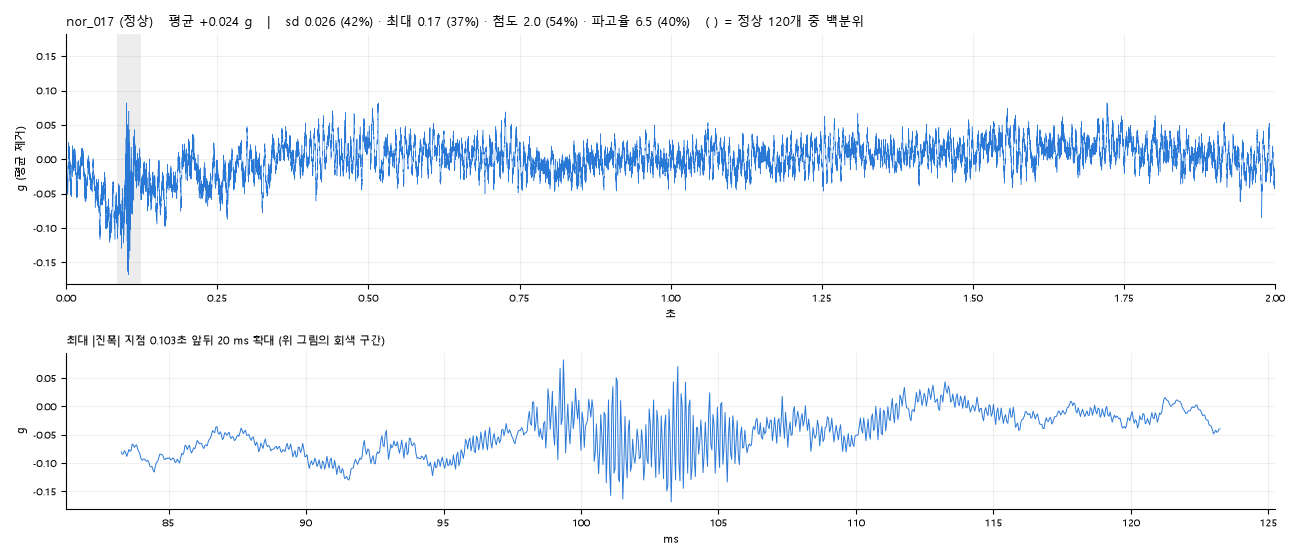 nor_017 (정상) 평균 +0.024 g | sd 0.026 (42%) · 최대 0.17 (37%) · 첨도 2.0 (54%) · 파고율 6.5 (40%) ( ) = 정상 120개 중 백분위
0.15
0.10
0.05
0.00
-0.05
-0.10
-0.15
g (평균 제거)
0.00 0.25 0.50 0.75 1.00 1.25 1.50 1.75 2.00
초
최대 |진폭| 지점 0.103초 앞뒤 20 ms 확대 (위 그림의 회색 구간)
0.05
0.00
-0.05
-0.10
-0.15
g
85 90 95 100 105 110 115 120 125
ms